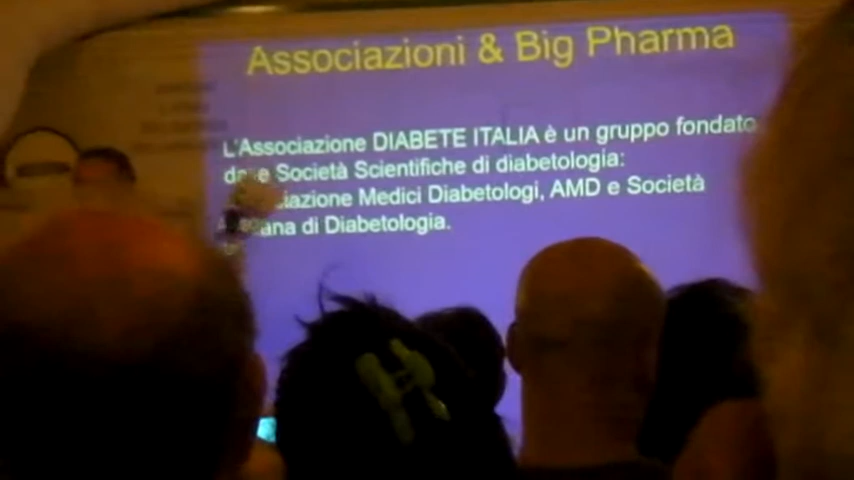 Associazioni & Big Pharma
L'Associazione DIABETE ITALIA è un gruppo fondato
Società Scientifiche di diabetologia:
Medici Diabetologi, AMD e Società
di Diabetologia.